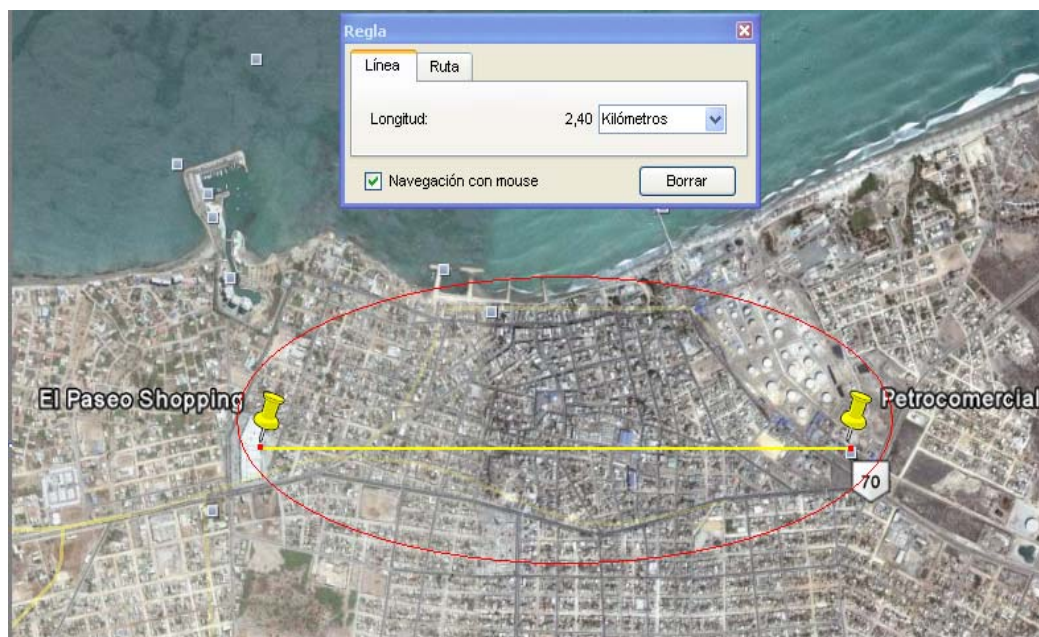 Regla
Línea Ruta
Longitud: 2,40 Kilómetros
Navegación con mouse Borrar
El Paseo Shopping
Petrocomercial
70